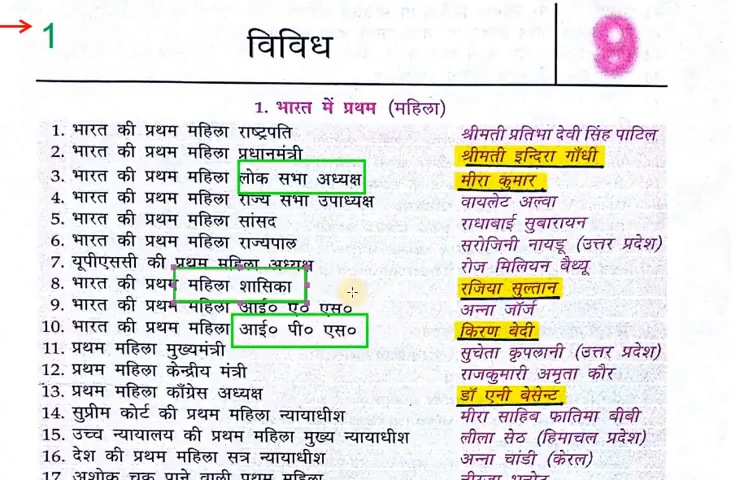 1
विविध
9
1. भारत में प्रथम (महिला)
1. भारत की प्रथम महिला राष्ट्रपति श्रीमती प्रतिभा देवी सिंह पाटिल
2. भारत की प्रथम महिला प्रधानमंत्री श्रीमती इन्दिरा गाँधी
3. भारत की प्रथम महिला लोक सभा अध्यक्ष मीरा कुमार
4. भारत की प्रथम महिला राज्य सभा उपाध्यक्ष वायलेट अल्वा
5. भारत की प्रथम महिला सांसद राधाबाई सुबारायन
6. भारत की प्रथम महिला राज्यपाल सरोजिनी नायडू (उत्तर प्रदेश)
7. यूपीएससी की प्रथम महिला अध्यक्ष रोज मिलियन बैथ्यू
8. भारत की प्रथम महिला शासिका रजिया सुल्तान
9. भारत की प्रथम महिला आई० ए० एस० अन्ना जॉर्ज
10. भारत की प्रथम महिला आई० पी० एस० किरण बेदी
11. प्रथम महिला मुख्यमंत्री सुचेता कृपलानी (उत्तर प्रदेश)
12. प्रथम महिला केन्द्रीय मंत्री राजकुमारी अमृता कौर
13. प्रथम महिला काँग्रेस अध्यक्ष डॉ एनी बेसेन्ट
14. सुप्रीम कोर्ट की प्रथम महिला न्यायाधीश मीरा साहिब फातिमा बीबी
15. उच्च न्यायालय की प्रथम महिला मुख्य न्यायाधीश लीला सेठ (हिमाचल प्रदेश)
16. देश की प्रथम महिला सत्र न्यायाधीश अन्ना चांडी (केरल)
17. अशोक चक्र पाने वाली प्रथम महिला